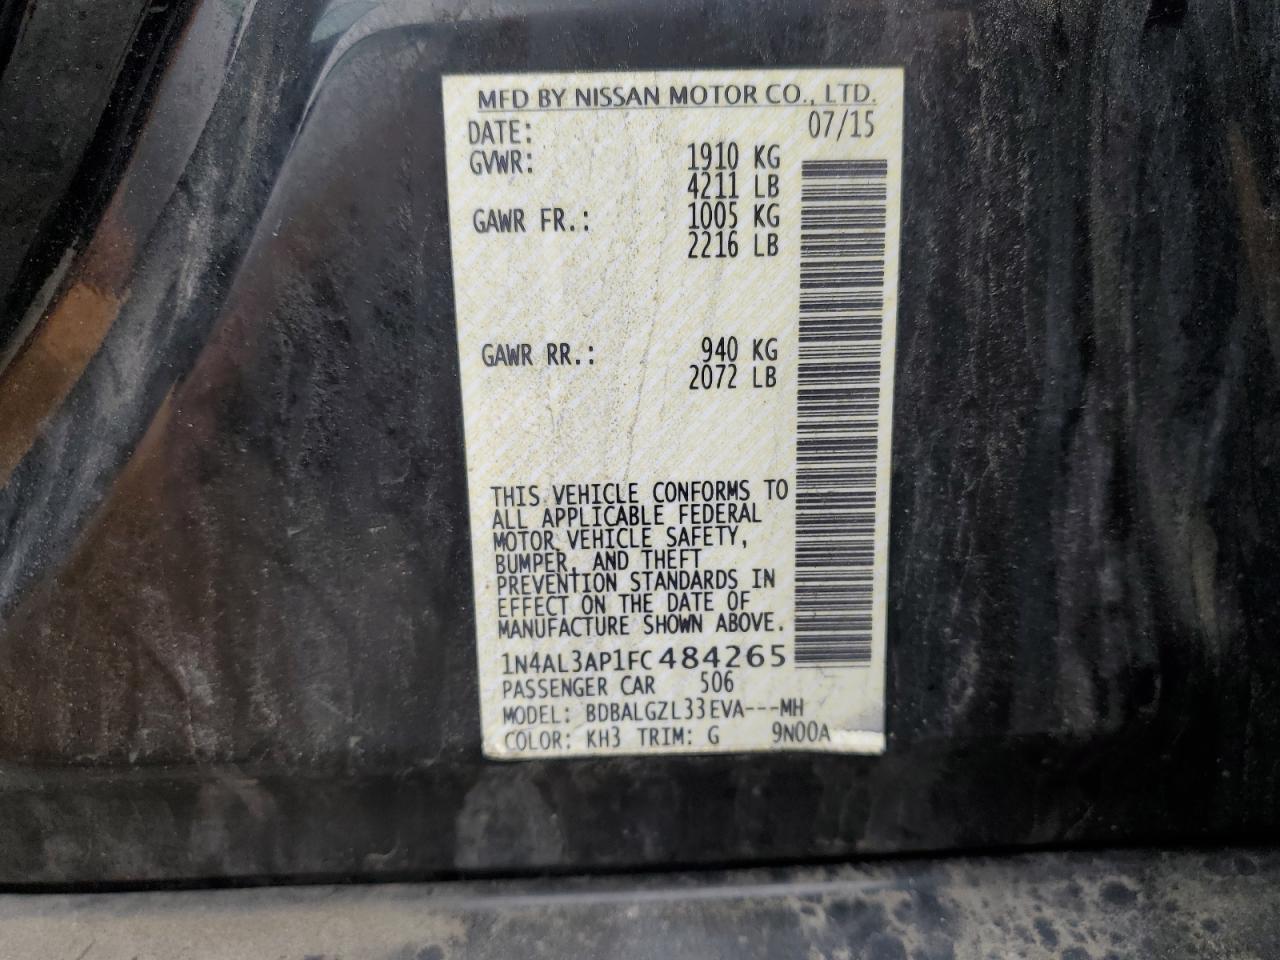 MFD BY NISSAN MOTOR CO., LTD.
DATE: 07/15
GVWR: 1910 KG
4211 LB
GAWR FR.: 1005 KG
2216 LB
GAWR RR.: 940 KG
2072 LB
THIS VEHICLE CONFORMS TO
ALL APPLICABLE FEDERAL
MOTOR VEHICLE SAFETY,
BUMPER, AND THEFT
PREVENTION STANDARDS IN
EFFECT ON THE DATE OF
MANUFACTURE SHOWN ABOVE.
1N4AL3AP1FC484265
PASSENGER CAR 506
MODEL: BDBALGZL33EVA---MH
COLOR: KH3 TRIM: G 9N00A